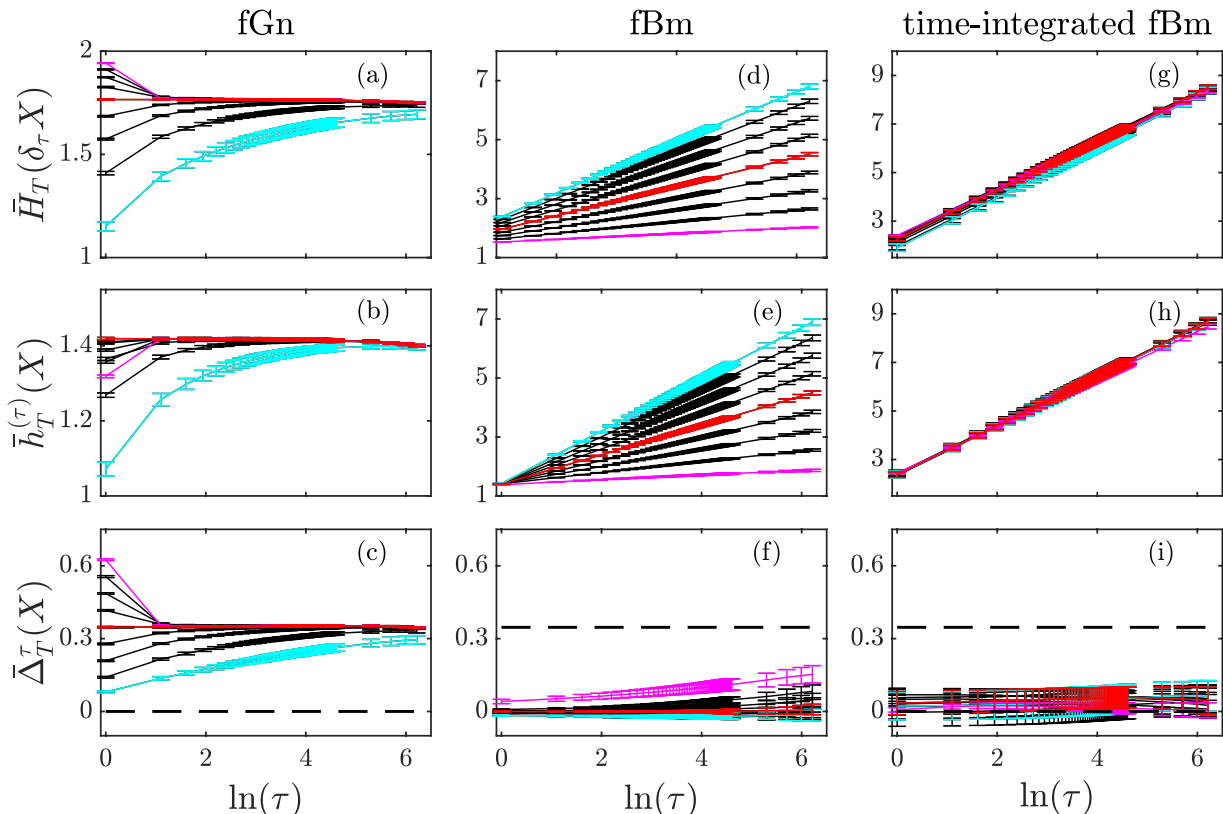 fGn fBm time-integrated fBm
H̄_T(δ_τ X)
2
1.5
1
(a)
7
5
3
1
(d)
9
7
5
3
(g)
h̄_T^(τ)(X)
1.4
1.2
1
(b)
7
5
3
1
(e)
9
7
5
3
(h)
Δ̄_T^τ(X)
0.6
0.3
0
(c)
0.6
0.3
0
(f)
0.6
0.3
0
(i)
0 2 4 6
0 2 4 6
0 2 4 6
ln(τ) ln(τ) ln(τ)